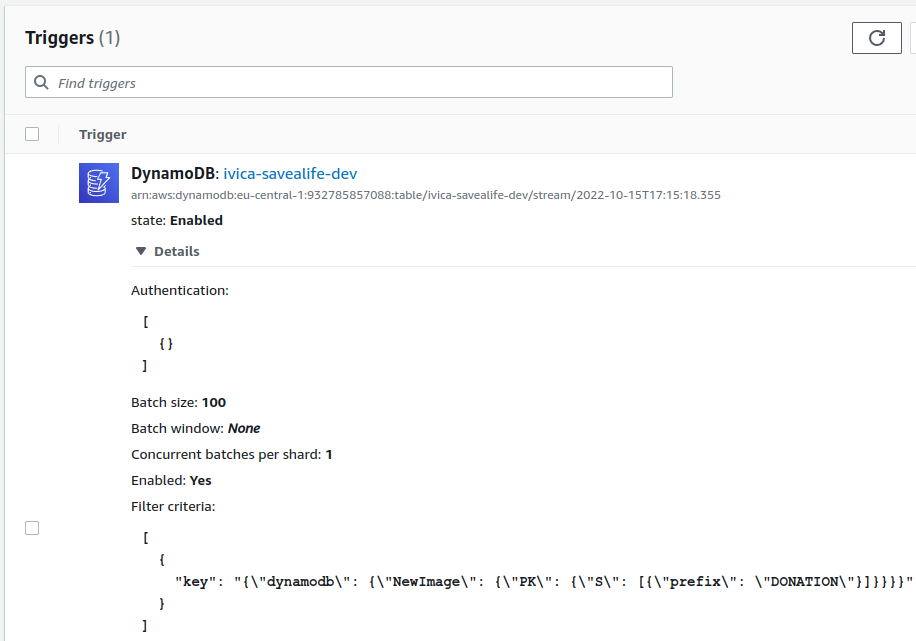 Triggers (1)
Find triggers
Trigger
DynamoDB: ivica-savealife-dev
arn:aws:dynamodb:eu-central-1:932785857088:table/ivica-savealife-dev/stream/2022-10-15T17:15:18.355
state: Enabled
▼ Details
Authentication:
[
{}
]
Batch size: 100
Batch window: None
Concurrent batches per shard: 1
Enabled: Yes
Filter criteria:
[
{
"key": "{\"dynamodb\": {\"NewImage\": {\"PK\": {\"S\": [{\"prefix\": \"DONATION\"}]}}}}"
}
]